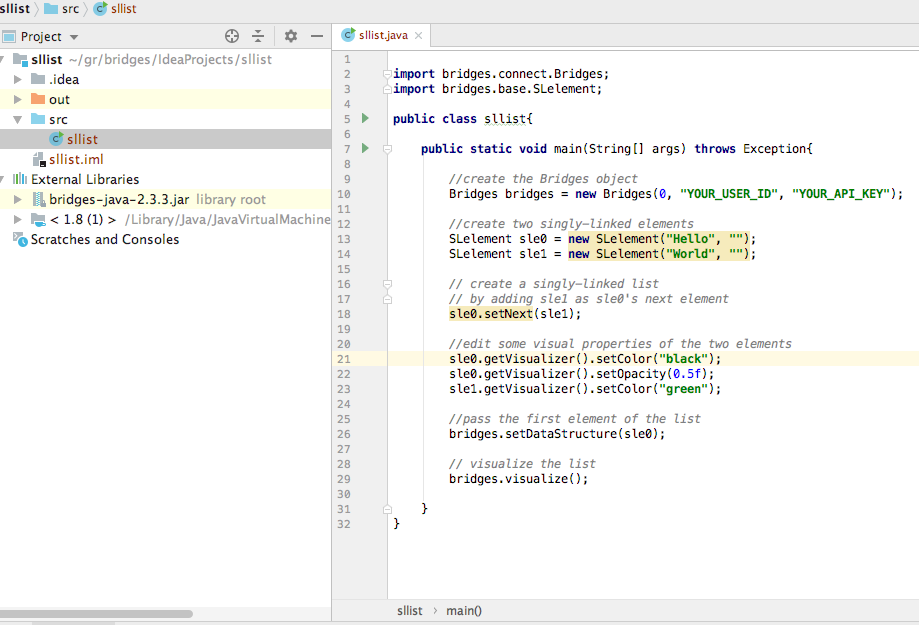 sllist src sllist
Project
sllist.java
sllist ~/gr/bridges/IdeaProjects/sllist
.idea
out
src
sllist
sllist.iml
External Libraries
bridges-java-2.3.3.jar library root
< 1.8 (1) > /Library/Java/JavaVirtualMachine
Scratches and Consoles
1
2 import bridges.connect.Bridges;
3 import bridges.base.SLelement;
4
5 public class sllist{
6
7 public static void main(String[] args) throws Exception{
8
9 //create the Bridges object
10 Bridges bridges = new Bridges(0, "YOUR_USER_ID", "YOUR_API_KEY");
11
12 //create two singly-linked elements
13 SLelement sle0 = new SLelement("Hello", "");
14 SLelement sle1 = new SLelement("World", "");
15
16 // create a singly-linked list
17 // by adding sle1 as sle0's next element
18 sle0.setNext(sle1);
19
20 //edit some visual properties of the two elements
21 sle0.getVisualizer().setColor("black");
22 sle0.getVisualizer().setOpacity(0.5f);
23 sle1.getVisualizer().setColor("green");
24
25 //pass the first element of the list
26 bridges.setDataStructure(sle0);
27
28 // visualize the list
29 bridges.visualize();
30
31 }
32 }
sllist › main()